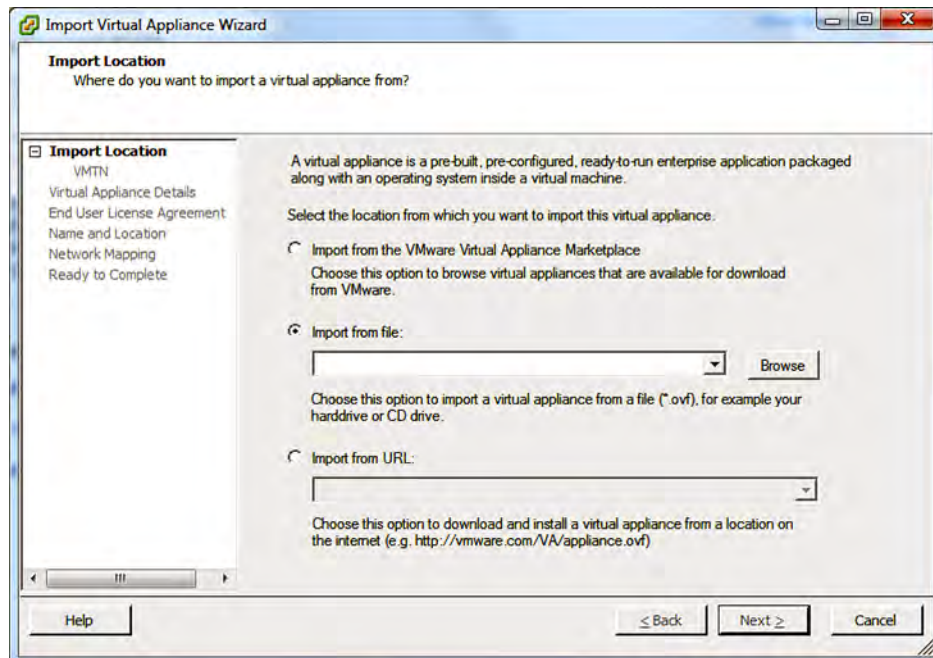 Import Virtual Appliance Wizard
Import Location
Where do you want to import a virtual appliance from?
Import Location
VMTN
Virtual Appliance Details
End User License Agreement
Name and Location
Network Mapping
Ready to Complete
A virtual appliance is a pre-built, pre-configured, ready-to-run enterprise application packaged
along with an operating system inside a virtual machine.
Select the location from which you want to import this virtual appliance.
Import from the VMware Virtual Appliance Marketplace
Choose this option to browse virtual appliances that are available for download
from VMware.
Import from file:
Browse
Choose this option to import a virtual appliance from a file (*.ovf), for example your
harddrive or CD drive.
Import from URL:
Choose this option to download and install a virtual appliance from a location on
the internet (e.g. http://vmware.com/VA/appliance.ovf)
Help
< Back
Next >
Cancel